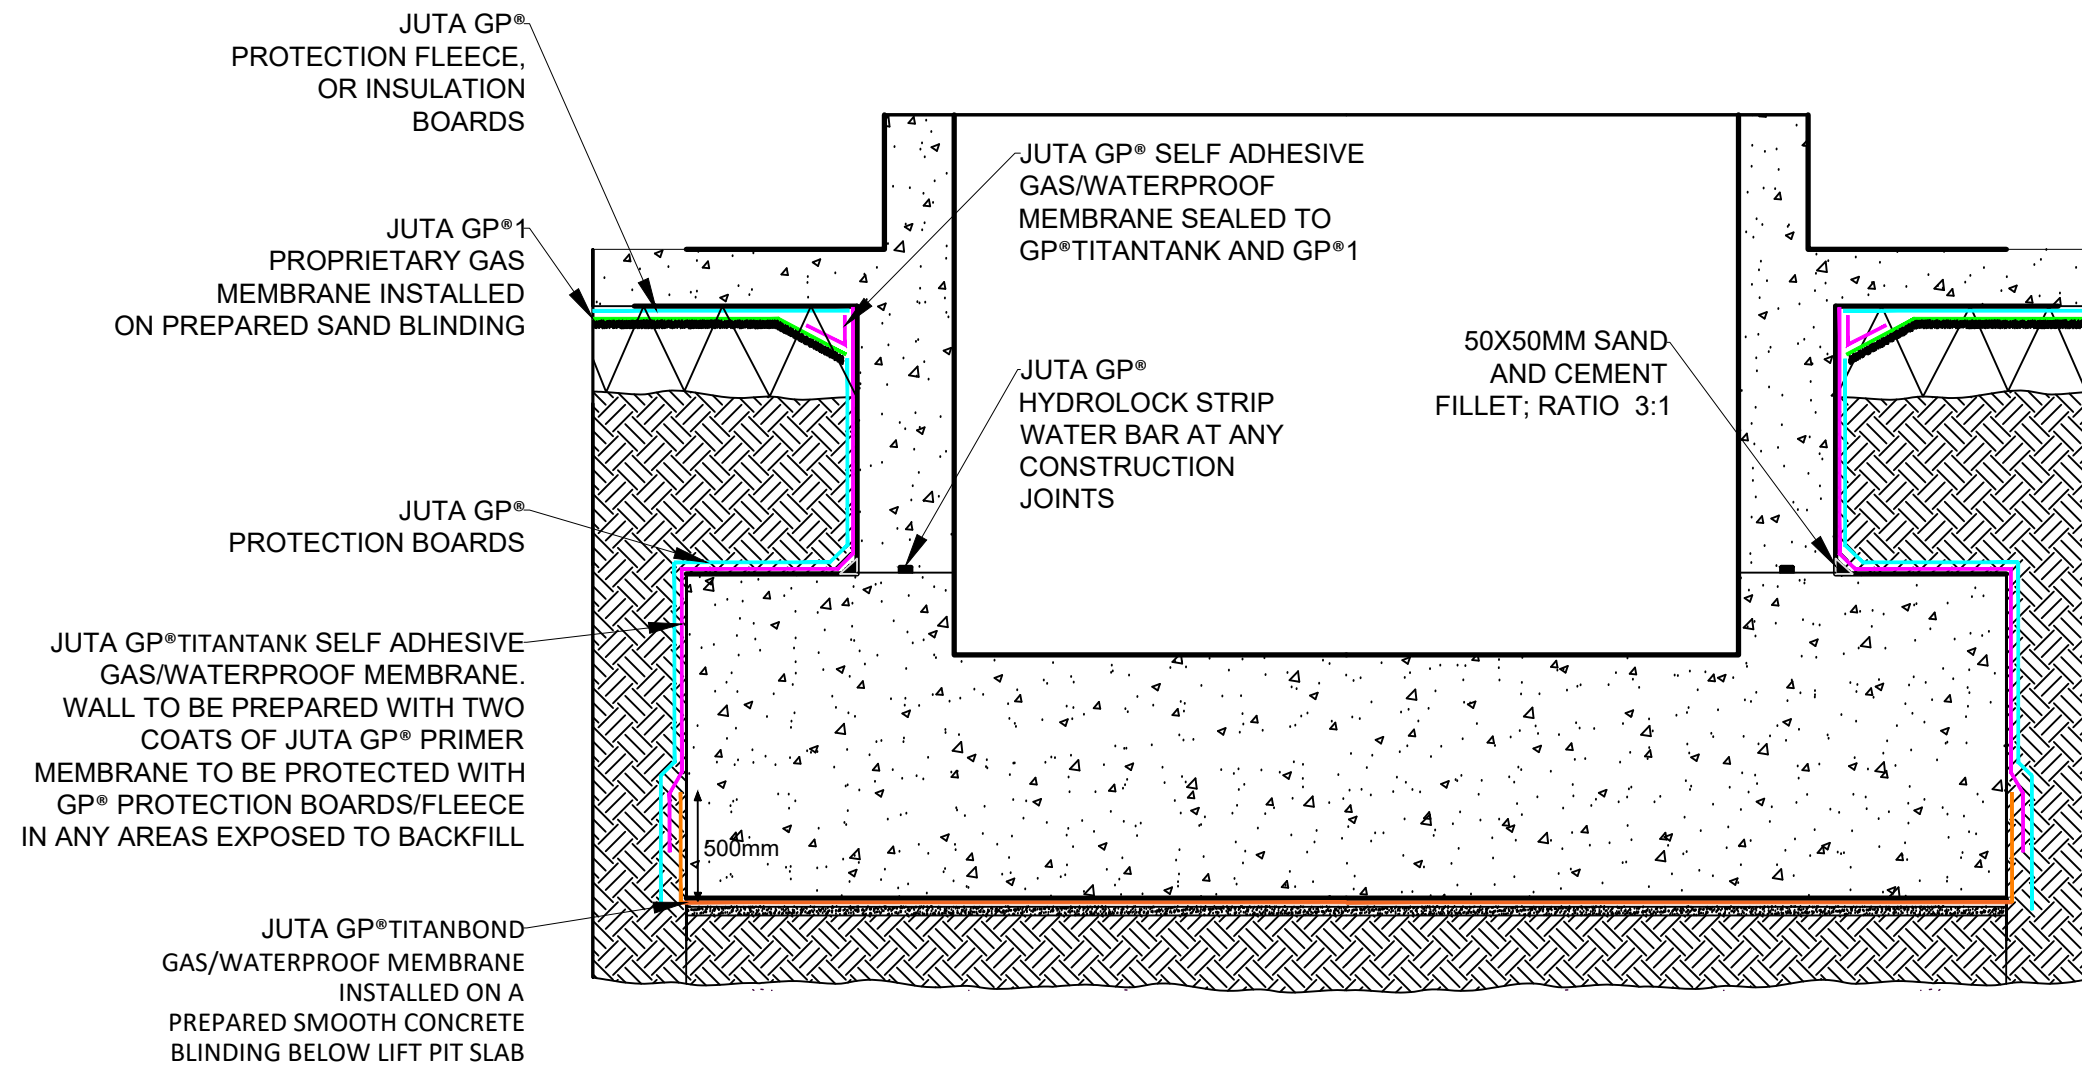 JUTA GP®
PROTECTION FLEECE,
OR INSULATION
BOARDS
JUTA GP®1
PROPRIETARY GAS
MEMBRANE INSTALLED
ON PREPARED SAND BLINDING
JUTA GP®
PROTECTION BOARDS
JUTA GP®TITANTANK SELF ADHESIVE
GAS/WATERPROOF MEMBRANE.
WALL TO BE PREPARED WITH TWO
COATS OF JUTA GP® PRIMER
MEMBRANE TO BE PROTECTED WITH
GP® PROTECTION BOARDS/FLEECE
IN ANY AREAS EXPOSED TO BACKFILL
JUTA GP®TITANBOND
GAS/WATERPROOF MEMBRANE
INSTALLED ON A
PREPARED SMOOTH CONCRETE
BLINDING BELOW LIFT PIT SLAB
500mm
JUTA GP® SELF ADHESIVE
GAS/WATERPROOF
MEMBRANE SEALED TO
GP®TITANTANK AND GP®1
JUTA GP®
HYDROLOCK STRIP
WATER BAR AT ANY
CONSTRUCTION
JOINTS
50X50MM SAND
AND CEMENT
FILLET; RATIO 3:1